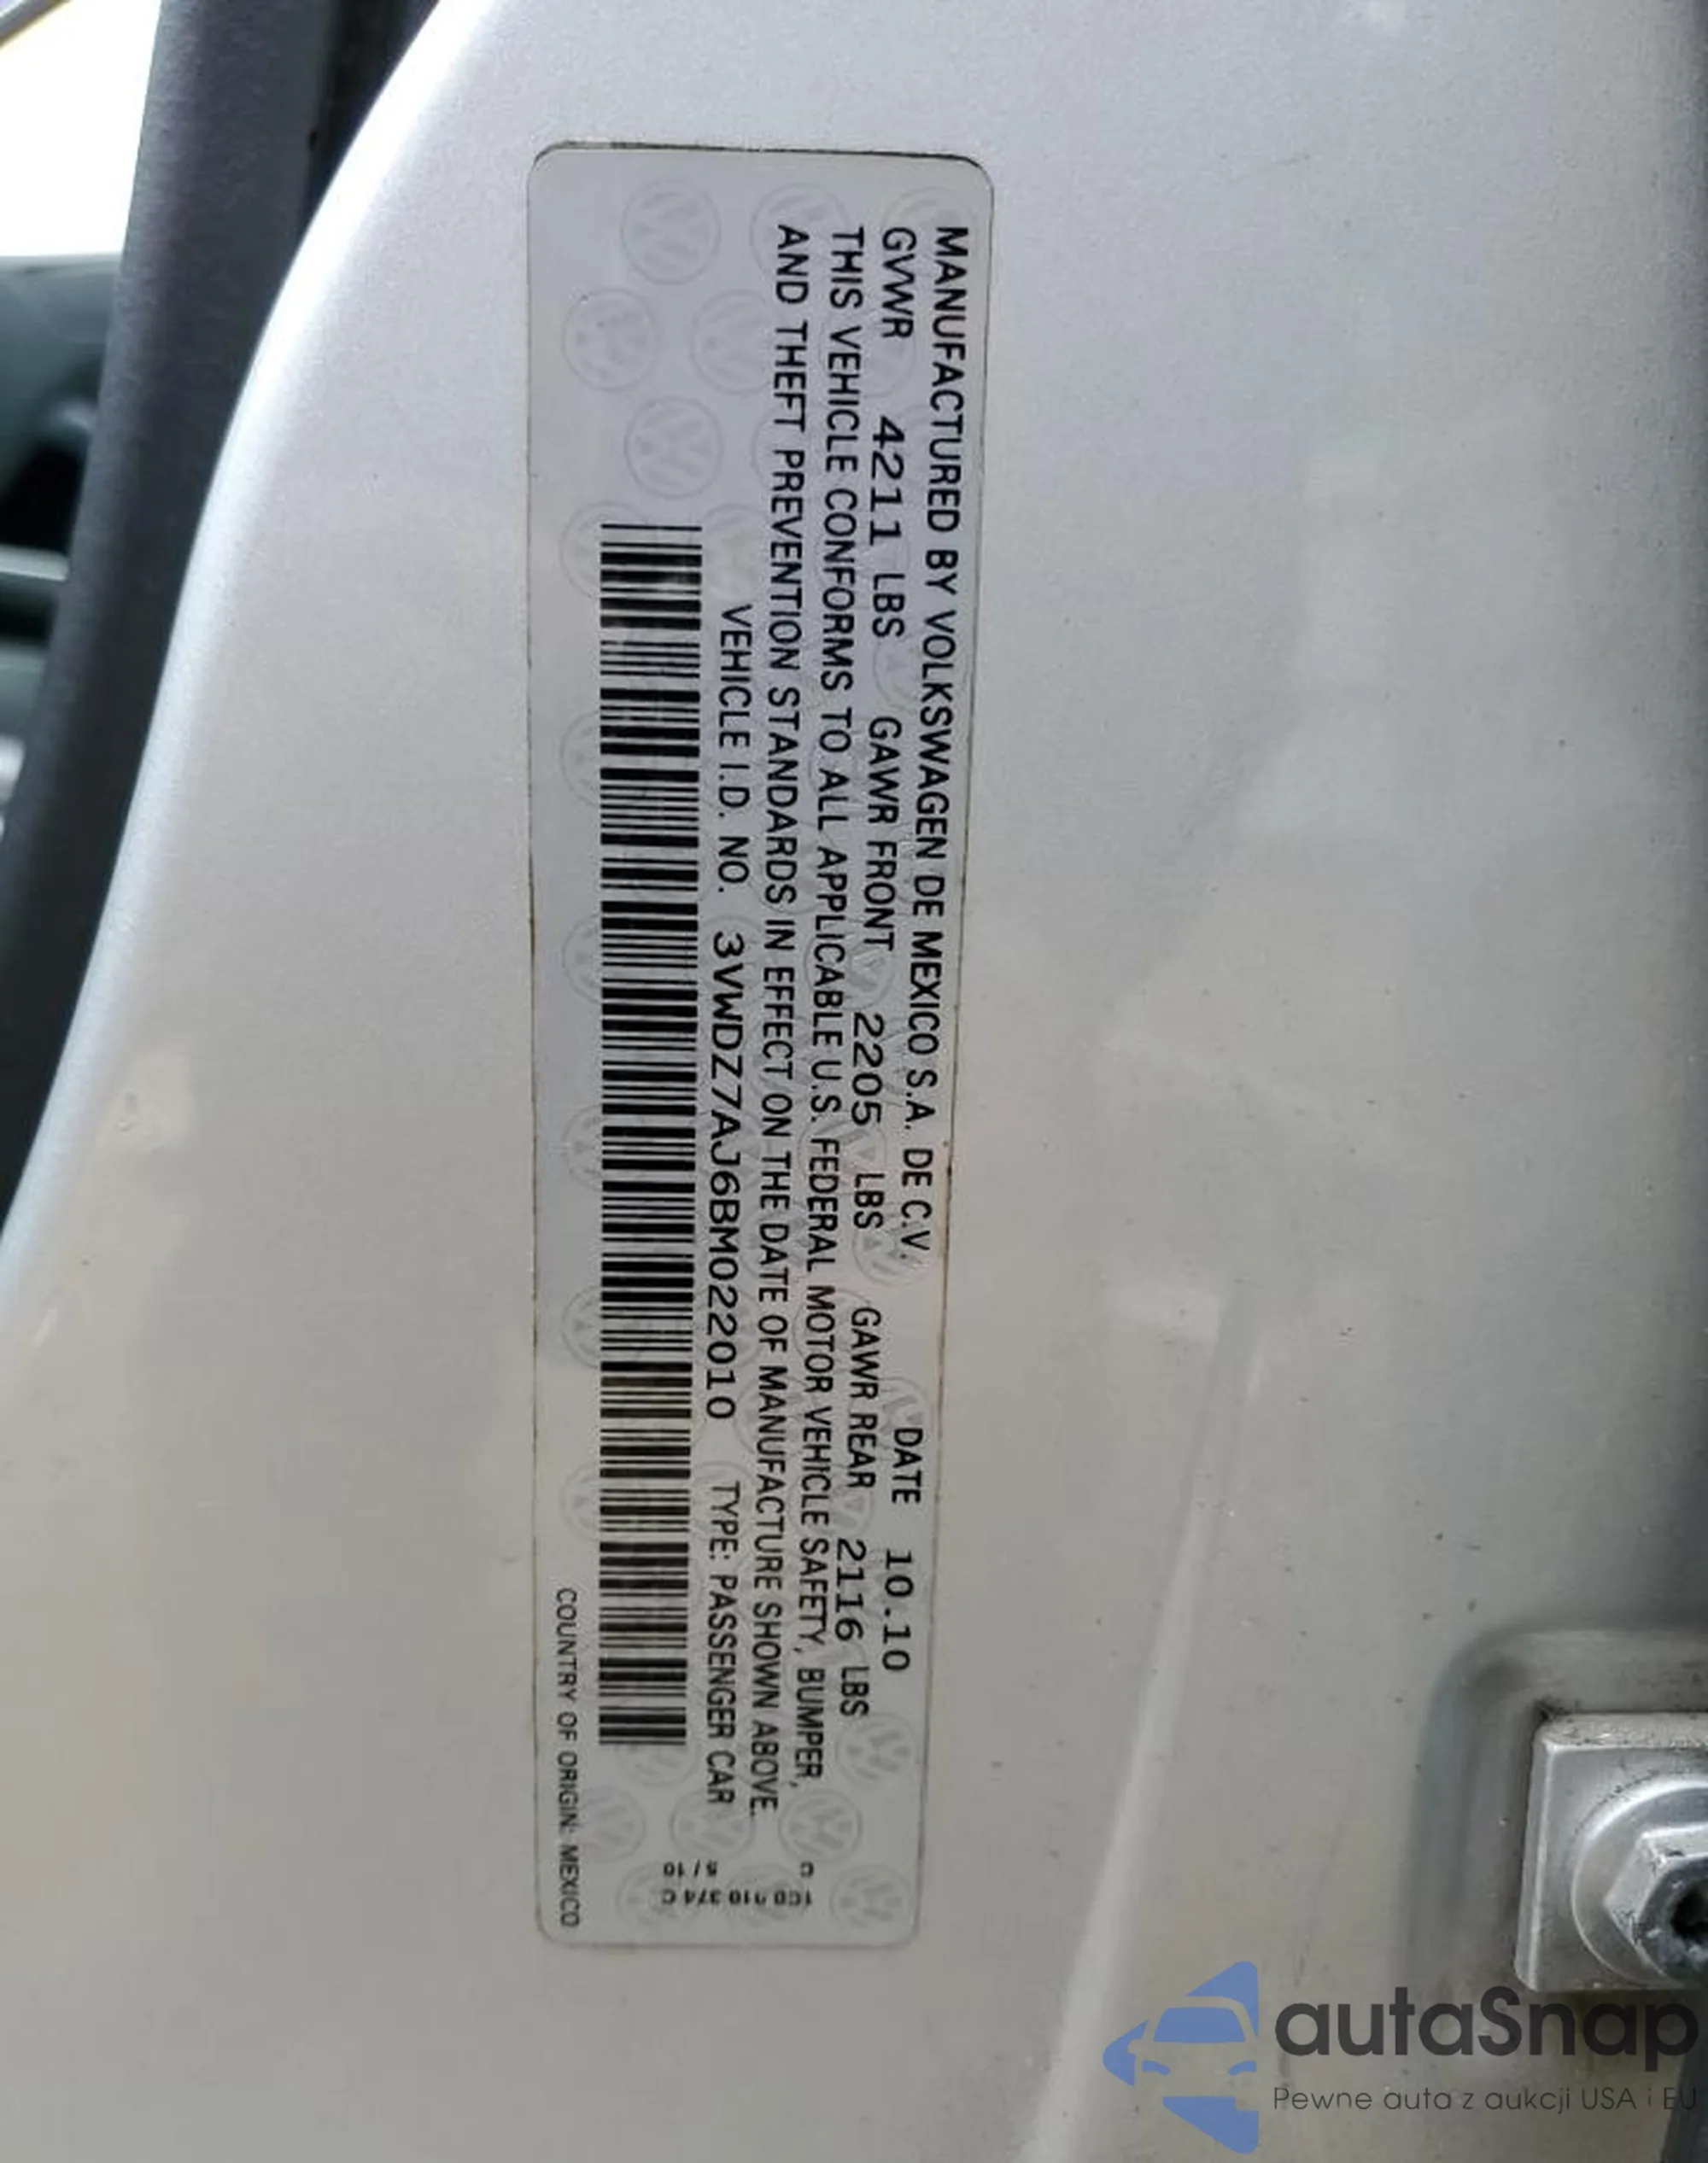 MANUFACTURED BY VOLKSWAGEN DE MEXICO S.A. DE C.V. DATE 10.10
GVWR 4211 LBS GAWR FRONT 2205 LBS GAWR REAR 2116 LBS
THIS VEHICLE CONFORMS TO ALL APPLICABLE U.S. FEDERAL MOTOR VEHICLE SAFETY, BUMPER,
AND THEFT PREVENTION STANDARDS IN EFFECT ON THE DATE OF MANUFACTURE SHOWN ABOVE.
VEHICLE I.D. NO. 3VWDZ7AJ6BM022010 TYPE: PASSENGER CAR
COUNTRY OF ORIGIN: MEXICO
autaSnap
Pewne auta z aukcji USA i EU